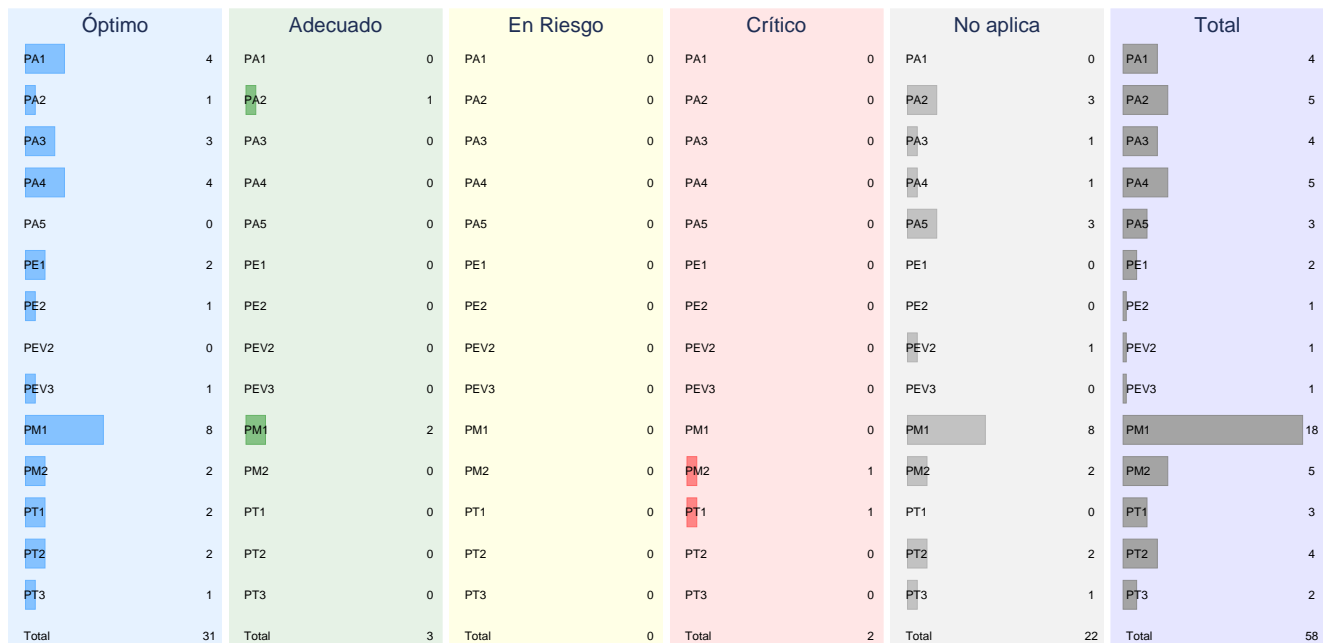 Óptimo Adecuado En Riesgo Crítico No aplica Total
PA1 4 PA1 0 PA1 0 PA1 0 PA1 0 PA1 4
PA2 1 PA2 1 PA2 0 PA2 0 PA2 3 PA2 5
PA3 3 PA3 0 PA3 0 PA3 0 PA3 1 PA3 4
PA4 4 PA4 0 PA4 0 PA4 0 PA4 1 PA4 5
PA5 0 PA5 0 PA5 0 PA5 0 PA5 3 PA5 3
PE1 2 PE1 0 PE1 0 PE1 0 PE1 0 PE1 2
PE2 1 PE2 0 PE2 0 PE2 0 PE2 0 PE2 1
PEV2 0 PEV2 0 PEV2 0 PEV2 0 PEV2 1 PEV2 1
PEV3 1 PEV3 0 PEV3 0 PEV3 0 PEV3 0 PEV3 1
PM1 8 PM1 2 PM1 0 PM1 0 PM1 8 PM1 18
PM2 2 PM2 0 PM2 0 PM2 1 PM2 2 PM2 5
PT1 2 PT1 0 PT1 0 PT1 1 PT1 0 PT1 3
PT2 2 PT2 0 PT2 0 PT2 0 PT2 2 PT2 4
PT3 1 PT3 0 PT3 0 PT3 0 PT3 1 PT3 2
Total 31 Total 3 Total 0 Total 2 Total 22 Total 58